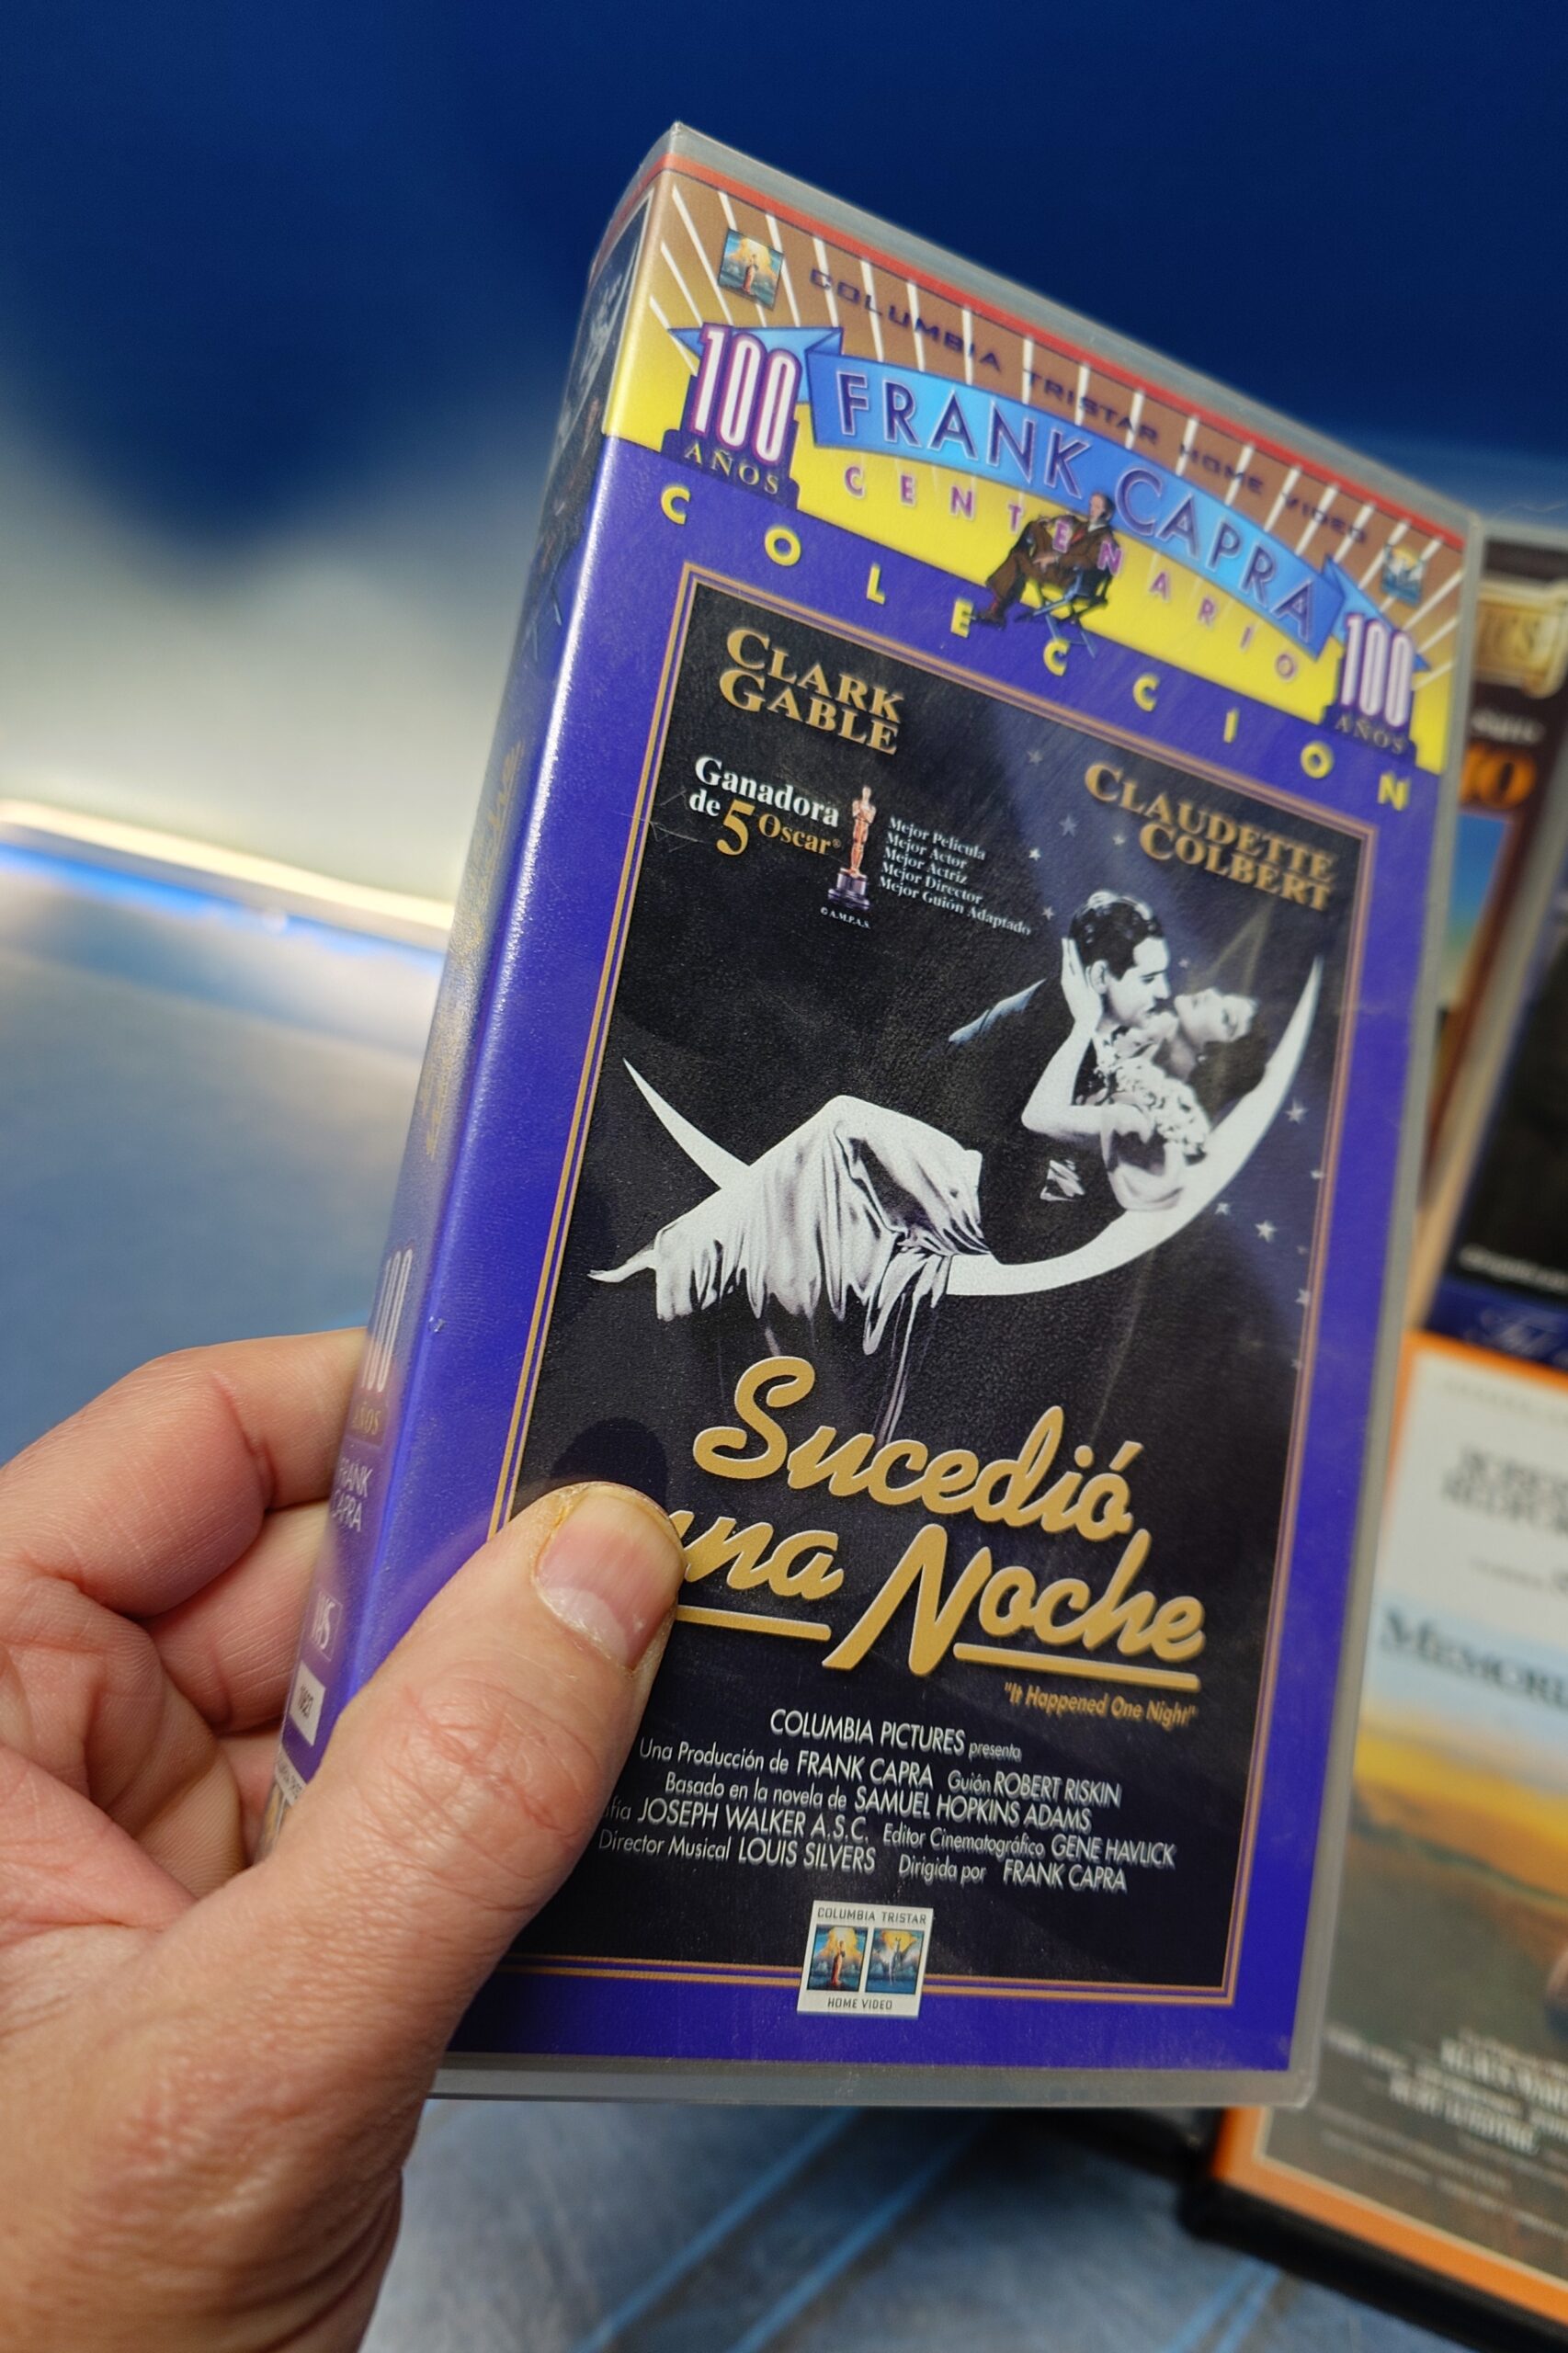 COLUMBIA TRISTAR HOME VIDEO
100 AÑOS
FRANK CAPRA
CENTENARIO
100 AÑOS
COLECCION
CLARK
GABLE
CLAUDETTE
COLBERT
Ganadora
de 5 Oscar®
Mejor Película
Mejor Actor
Mejor Actriz
Mejor Director
Mejor Guión Adaptado
© A.M.P.A.S.
Sucedió
una Noche
"It Happened One Night"
COLUMBIA PICTURES presenta
Una Producción de FRANK CAPRA Guión ROBERT RISKIN
Basado en la novela de SAMUEL HOPKINS ADAMS
JOSEPH WALKER A.S.C. Editor Cinematográfico GENE HAVLICK
Director Musical LOUIS SILVERS Dirigida por FRANK CAPRA
COLUMBIA TRISTAR
HOME VIDEO
100
AÑOS
FRANK
CAPRA
VHS